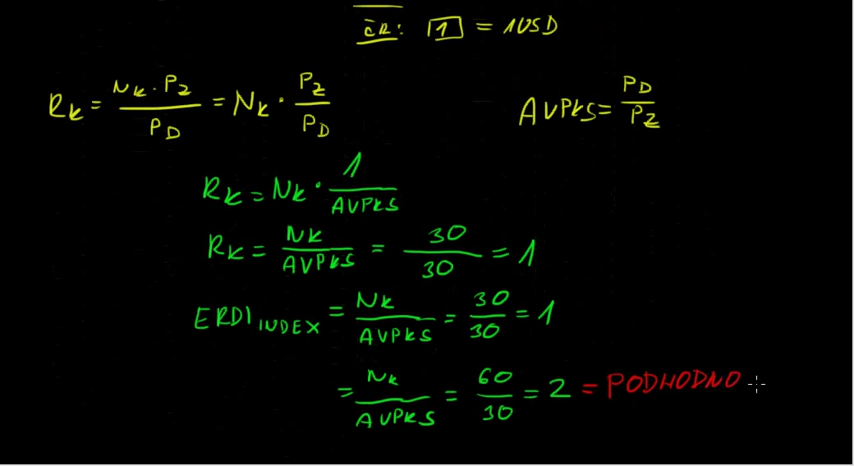 ČR: 1 = 1USD
Rk = Nk · Pz / PD = Nk · Pz / PD
AVPKS = PD / PZ
Rk = Nk · 1 / AVPKS
Rk = Nk / AVPKS = 30 / 30 = 1
ERDI INDEX = Nk / AVPKS = 30 / 30 = 1
= Nk / AVPKS = 60 / 30 = 2 = PODHODNO